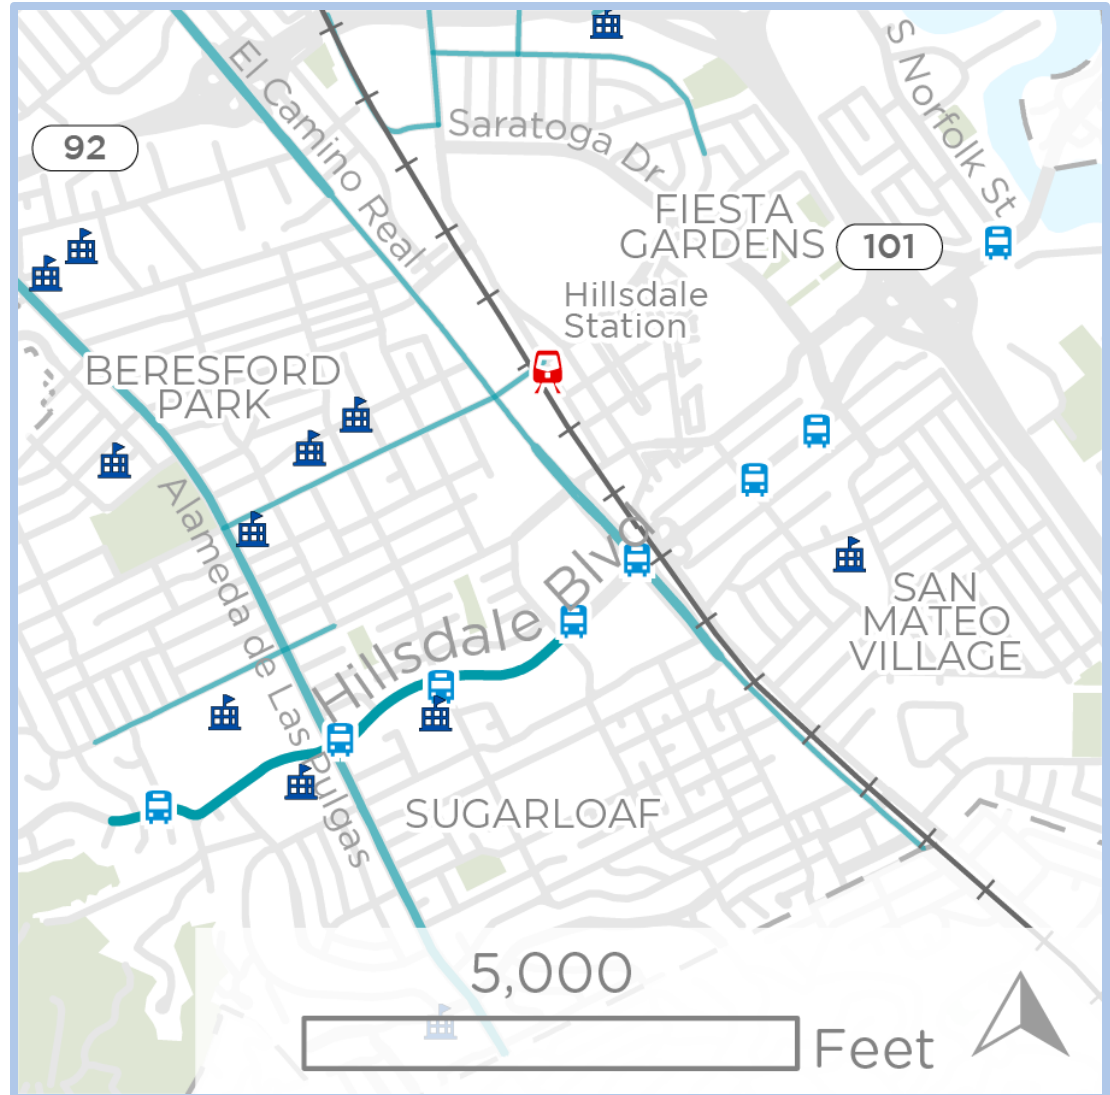 El Camino Real
S Norfolk St
92
Saratoga Dr
FIESTA
GARDENS
101
Hillsdale
Station
BERESFORD
PARK
Alameda de Las Pulgas
Hillsdale Blvd
SAN
MATEO
VILLAGE
SUGARLOAF
5,000
Feet